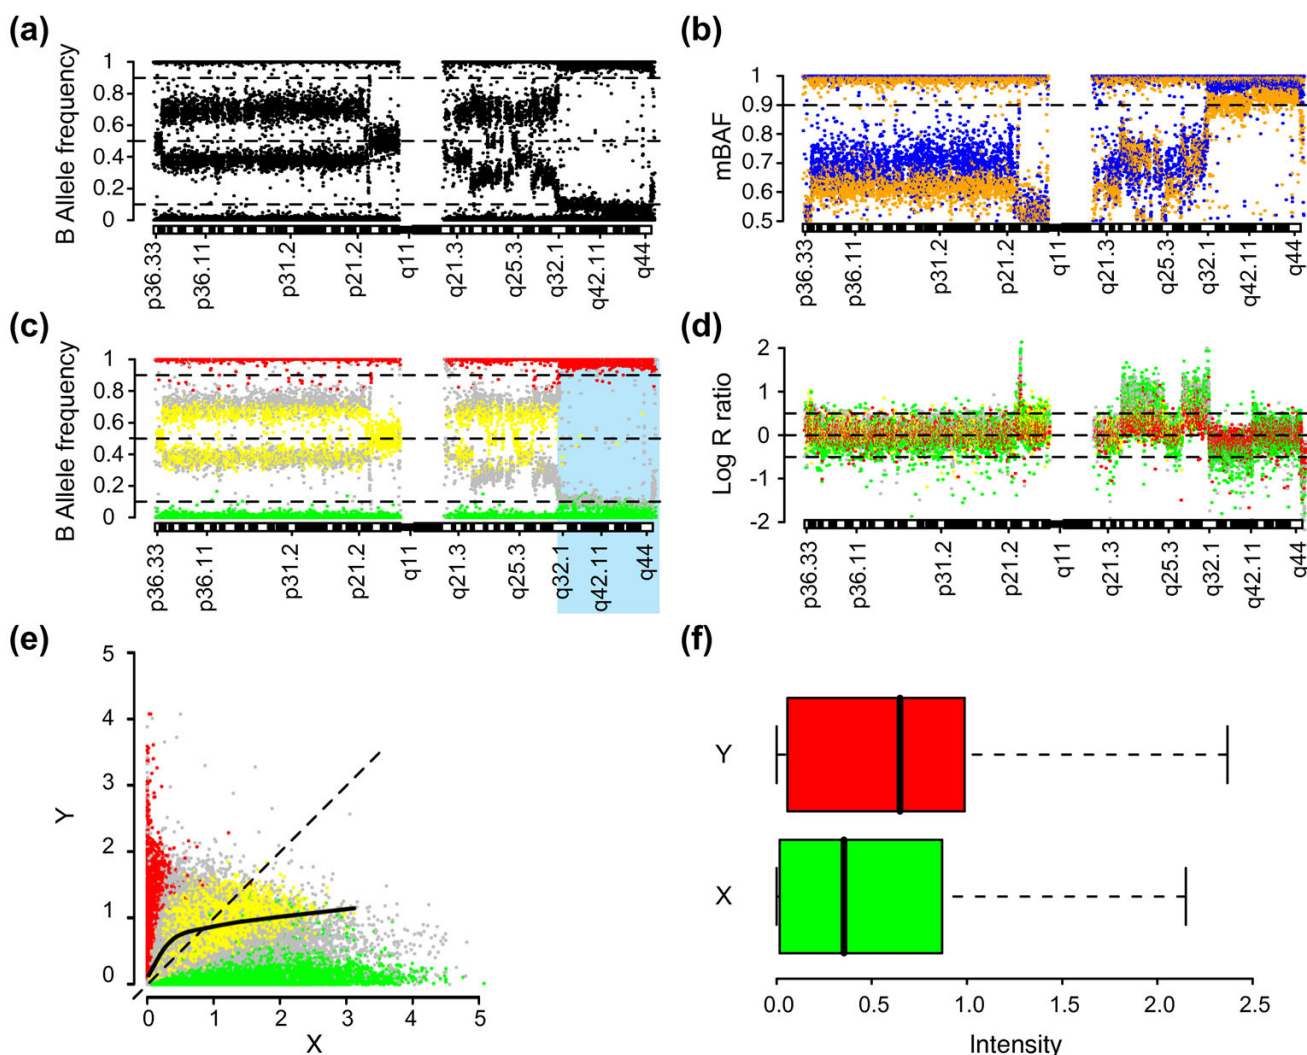 (a)
B Allele frequency
1
0.8
0.6
0.4
0.2
0
p36.33
p36.11
p31.2
p21.2
q11
q21.3
q25.3
q32.1
q42.11
q44
(b)
mBAF
1
0.9
0.8
0.7
0.6
0.5
p36.33
p36.11
p31.2
p21.2
q11
q21.3
q25.3
q32.1
q42.11
q44
(c)
B Allele frequency
1
0.8
0.6
0.4
0.2
0
p36.33
p36.11
p31.2
p21.2
q11
q21.3
q25.3
q32.1
q42.11
q44
(d)
Log R ratio
2
1
0
-1
-2
p36.33
p36.11
p31.2
p21.2
q11
q21.3
q25.3
q32.1
q42.11
q44
(e)
Y
5
4
3
2
1
0
0 1 2 3 4 5
X
(f)
Y
X
0.0 0.5 1.0 1.5 2.0 2.5
Intensity